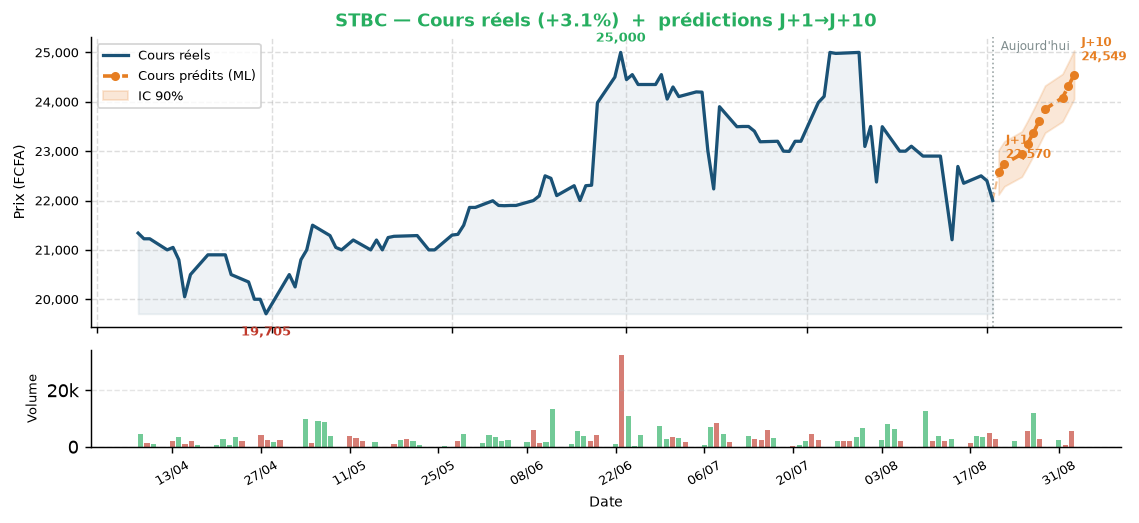 STBC — Cours réels (+3.1%) + prédictions J+1→J+10
25,000
Aujourd'hui
J+10
24,549
Cours réels
Cours prédits (ML)
IC 90%
25,000
24,000
23,000
22,000
21,000
20,000
Prix (FCFA)
J+1
22,570
19,705
Volume
20k
0
13/04
27/04
11/05
25/05
08/06
22/06
06/07
20/07
03/08
17/08
31/08
Date